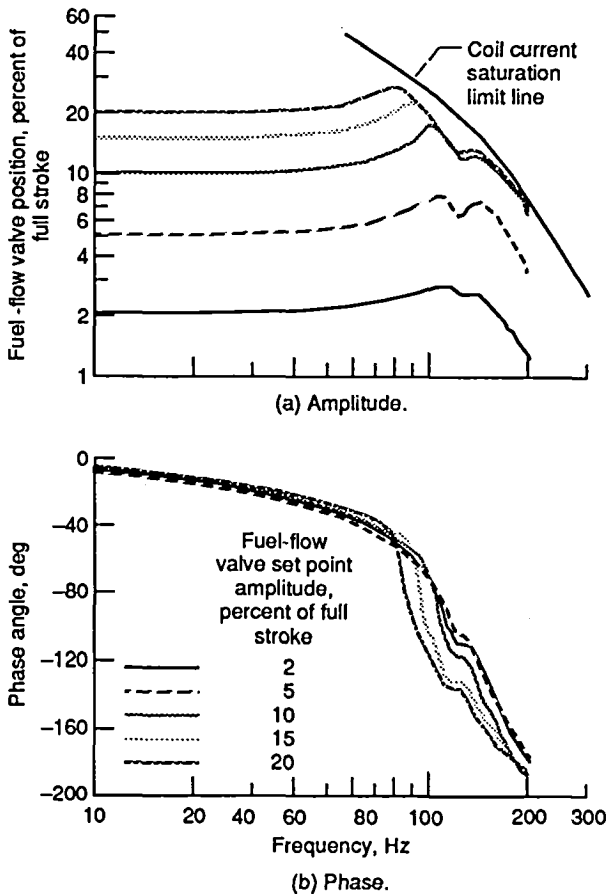 60
40
20
10
8
6
4
2
1
Fuel -flow valve position, percent of
full stroke
Coil current
saturation
limit line
(a) Amplitude.
0
–40
–80
–120
–160
–200
Phase angle, deg
Fuel-flow
valve set point
amplitude,
percent of full
stroke
2
5
10
15
20
10 20 30 40 60 80 100 200 300
Frequency, Hz
(b) Phase.